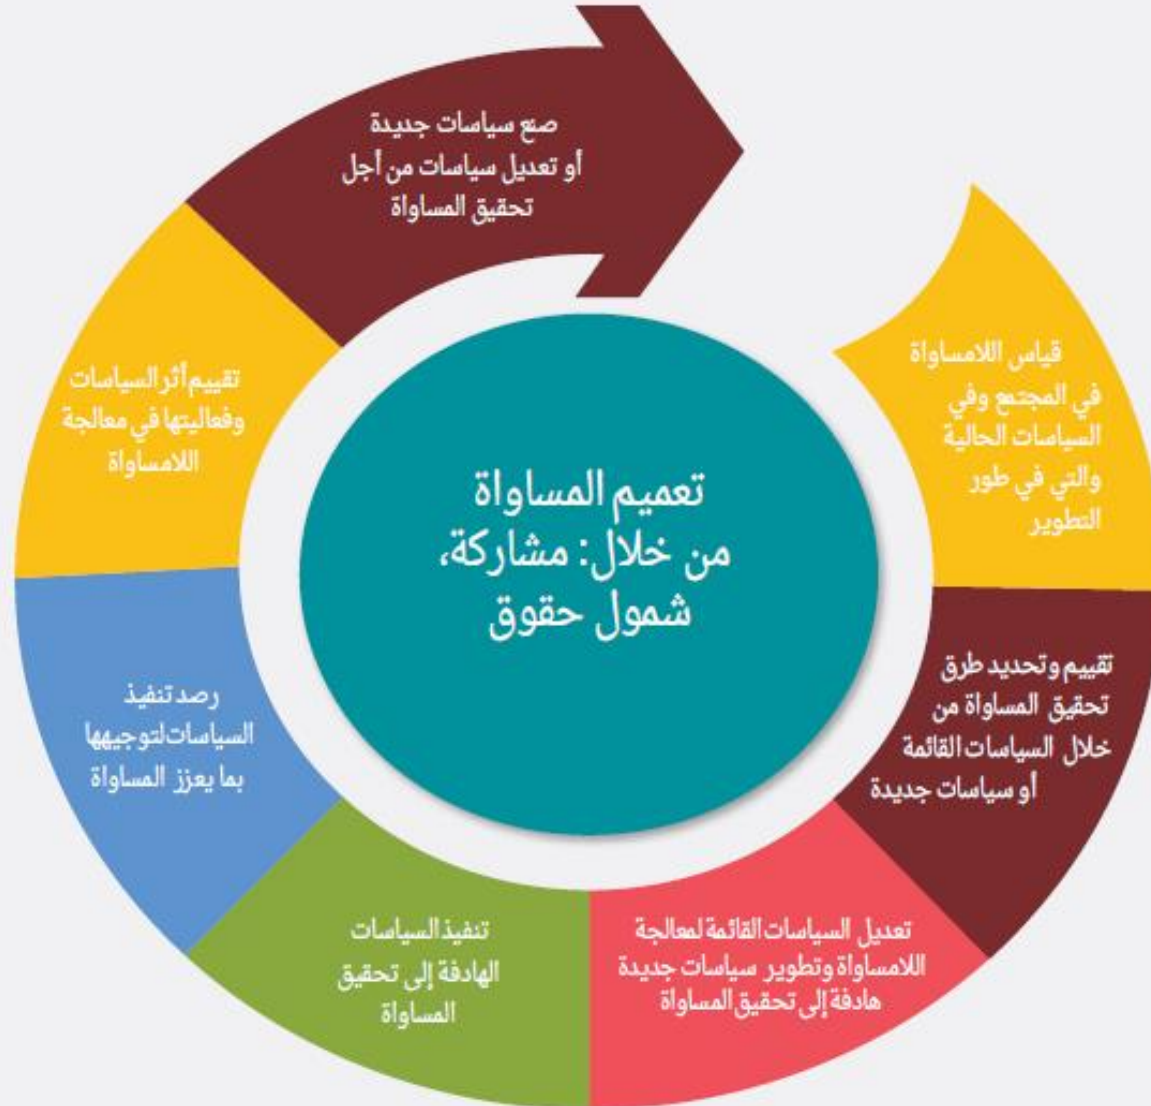 صنع سياسات جديدة
أو تعديل سياسات من أجل
تحقيق المساواة
قياس اللامساواة
في المجتمع وفي
السياسات الحالية
والتي في طور
التطوير
تقييم وتحديد طرق
تحقيق المساواة من
خلال السياسات القائمة
أو سياسات جديدة
تعديل السياسات القائمة لمعالجة
اللامساواة وتطوير سياسات جديدة
هادفة إلى تحقيق المساواة
تنفيذ السياسات
الهادفة إلى تحقيق
المساواة
رصد تنفيذ
السياسات لتوجيهها
بما يعزز المساواة
تقييم أثر السياسات
وفعاليتها في معالجة
اللامساواة
تعميم المساواة
من خلال: مشاركة،
شمول حقوق